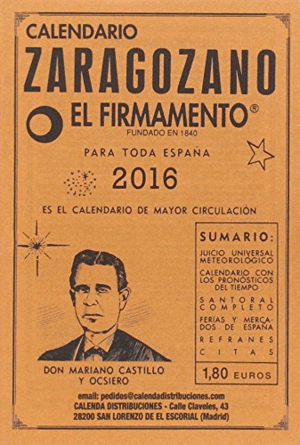 CALENDARIO
ZARAGOZANO
EL FIRMAMENTO®
FUNDADO EN 1840
PARA TODA ESPAÑA
2016
ES EL CALENDARIO DE MAYOR CIRCULACIÓN
SUMARIO:
JUICIO UNIVERSAL
METEOROLÓGICO
CALENDARIO CON
LOS PRONÓSTICOS
DEL TIEMPO
SANTORAL
COMPLETO
FERIAS Y MERCA-
DOS DE ESPAÑA
REFRANES
CITAS
1,80 EUROS
DON MARIANO CASTILLO
Y OCSIERO
email: pedidos@calendadistribuciones.com
CALENDA DISTRIBUCIONES - Calle Claveles, 43
28200 SAN LORENZO DE EL ESCORIAL (Madrid)